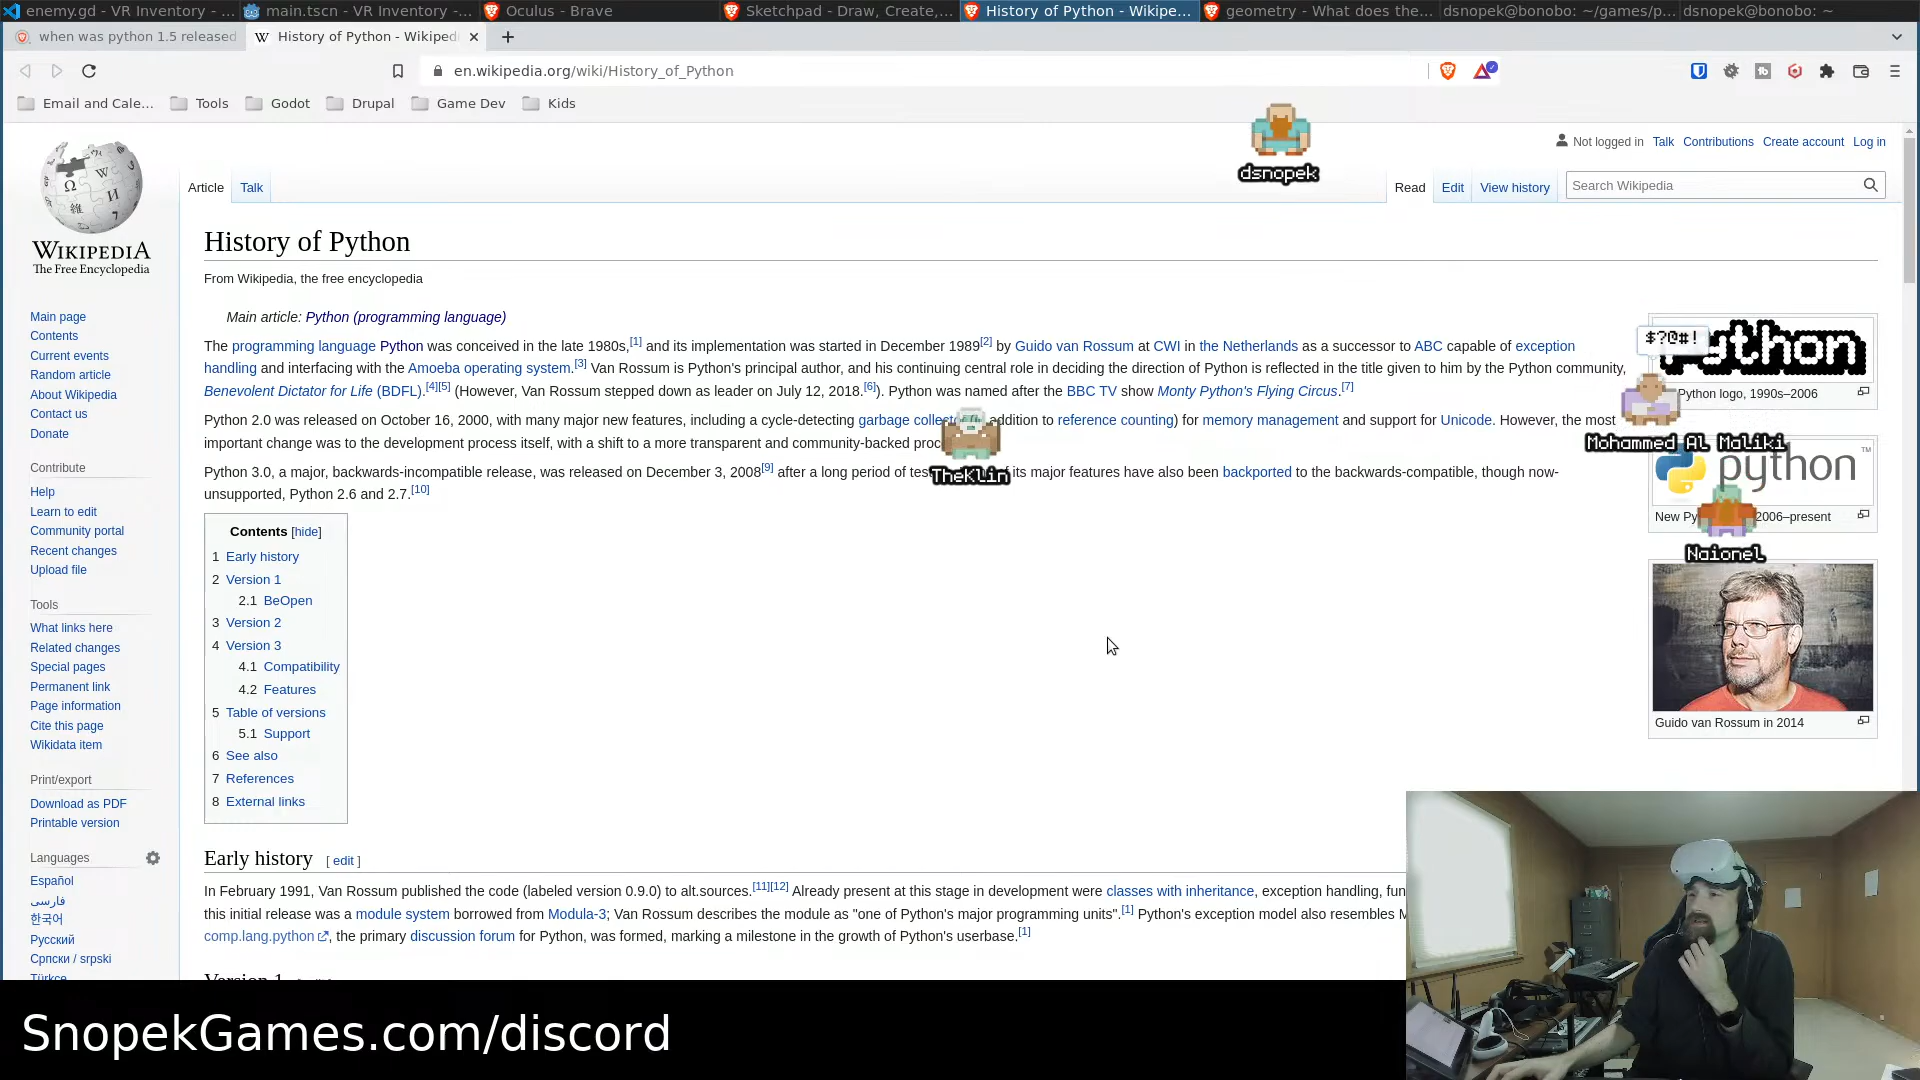 enemy.gd - VR Inventory - ...
main.tscn - VR Inventory -...
Oculus - Brave
Sketchpad - Draw, Create,...
History of Python - Wikipe...
geometry - What does the...
dsnopek@bonobo: ~/games/p...
dsnopek@bonobo: ~
when was python 1.5 released
History of Python - Wikiped
en.wikipedia.org/wiki/History_of_Python
Email and Cale...
Tools
Godot
Drupal
Game Dev
Kids
dsnopek
Not logged in Talk Contributions Create account Log in
WIKIPEDIA
The Free Encyclopedia
Article Talk
Read Edit View history
Search Wikipedia
History of Python
From Wikipedia, the free encyclopedia
Main article: Python (programming language)
The programming language Python was conceived in the late 1980s,[1] and its implementation was started in December 1989[2] by Guido van Rossum at CWI in the Netherlands as a successor to ABC capable of exception
handling and interfacing with the Amoeba operating system.[3] Van Rossum is Python's principal author, and his continuing central role in deciding the direction of Python is reflected in the title given to him by the Python community,
Benevolent Dictator for Life (BDFL).[4][5] (However, Van Rossum stepped down as leader on July 12, 2018.[6]). Python was named after the BBC TV show Monty Python's Flying Circus.[7]
Python 2.0 was released on October 16, 2000, with many major new features, including a cycle-detecting garbage collec ddition to reference counting) for memory management and support for Unicode. However, the most
important change was to the development process itself, with a shift to a more transparent and community-backed proc
Python 3.0, a major, backwards-incompatible release, was released on December 3, 2008[9] after a long period of tes its major features have also been backported to the backwards-compatible, though now-
unsupported, Python 2.6 and 2.7.[10]
TheKlin
$?@#!
ython
Python logo, 1990s–2006
Mohammed Al Maliki
python
TM
New Py 2006–present
Naionel
Guido van Rossum in 2014
Contents [hide]
1 Early history
2 Version 1
2.1 BeOpen
3 Version 2
4 Version 3
4.1 Compatibility
4.2 Features
5 Table of versions
5.1 Support
6 See also
7 References
8 External links
Main page
Contents
Current events
Random article
About Wikipedia
Contact us
Donate
Contribute
Help
Learn to edit
Community portal
Recent changes
Upload file
Tools
What links here
Related changes
Special pages
Permanent link
Page information
Cite this page
Wikidata item
Print/export
Download as PDF
Printable version
Languages
Español
فارسی
한국어
Русский
Српски / srpski
Türkçe
Early history [ edit ]
In February 1991, Van Rossum published the code (labeled version 0.9.0) to alt.sources.[11][12] Already present at this stage in development were classes with inheritance, exception handling, fun
this initial release was a module system borrowed from Modula-3; Van Rossum describes the module as "one of Python's major programming units".[1] Python's exception model also resembles M
comp.lang.python, the primary discussion forum for Python, was formed, marking a milestone in the growth of Python's userbase.[1]
Version 1
SnopekGames.com/discord